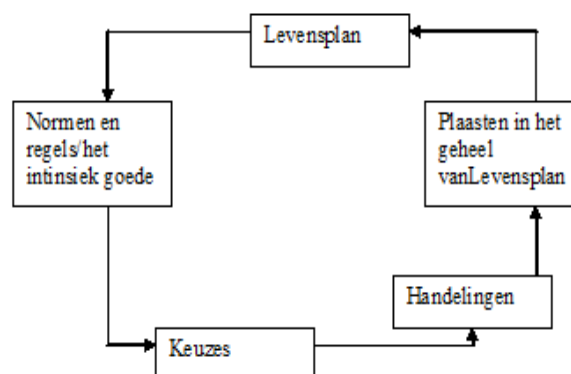 Levensplan
Normen en
regels/het
intinsiek goede
Plaasten in het
geheel
vanLevensplan
Handelingen
Keuzes